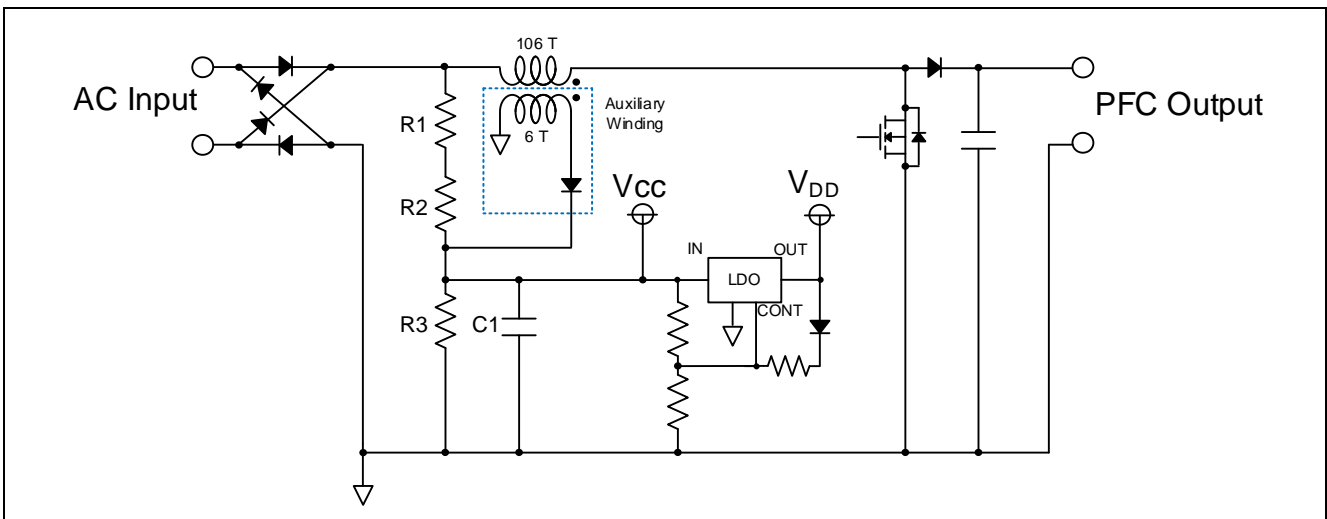 106 T
AC Input
R1
Auxiliary
Winding
PFC Output
6 T
R2
Vcc
VDD
IN
OUT
LDO
R3
C1
CONT